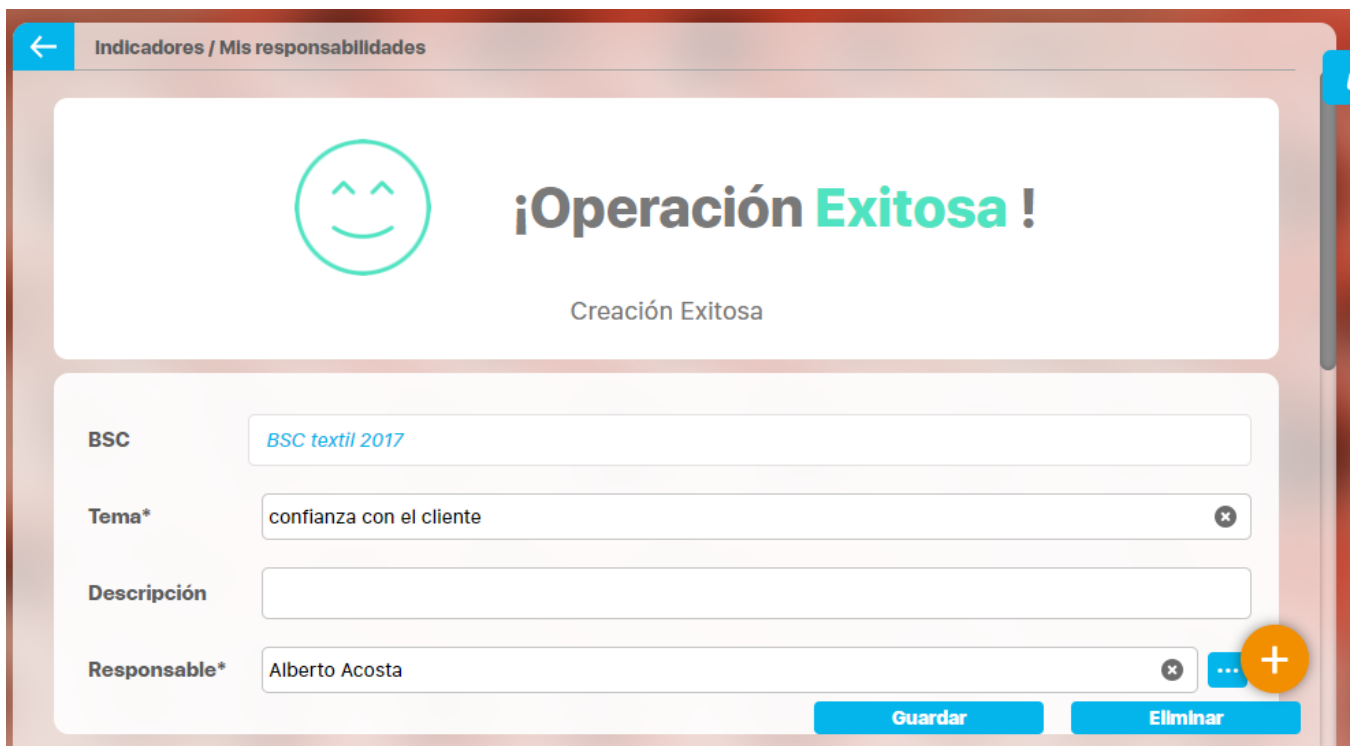 Indicadores / Mis responsabilidades
¡Operación Exitosa !
Creación Exitosa
BSC
BSC textil 2017
Tema*
confianza con el cliente
Descripción
Responsable*
Alberto Acosta
...
+
Guardar
Eliminar